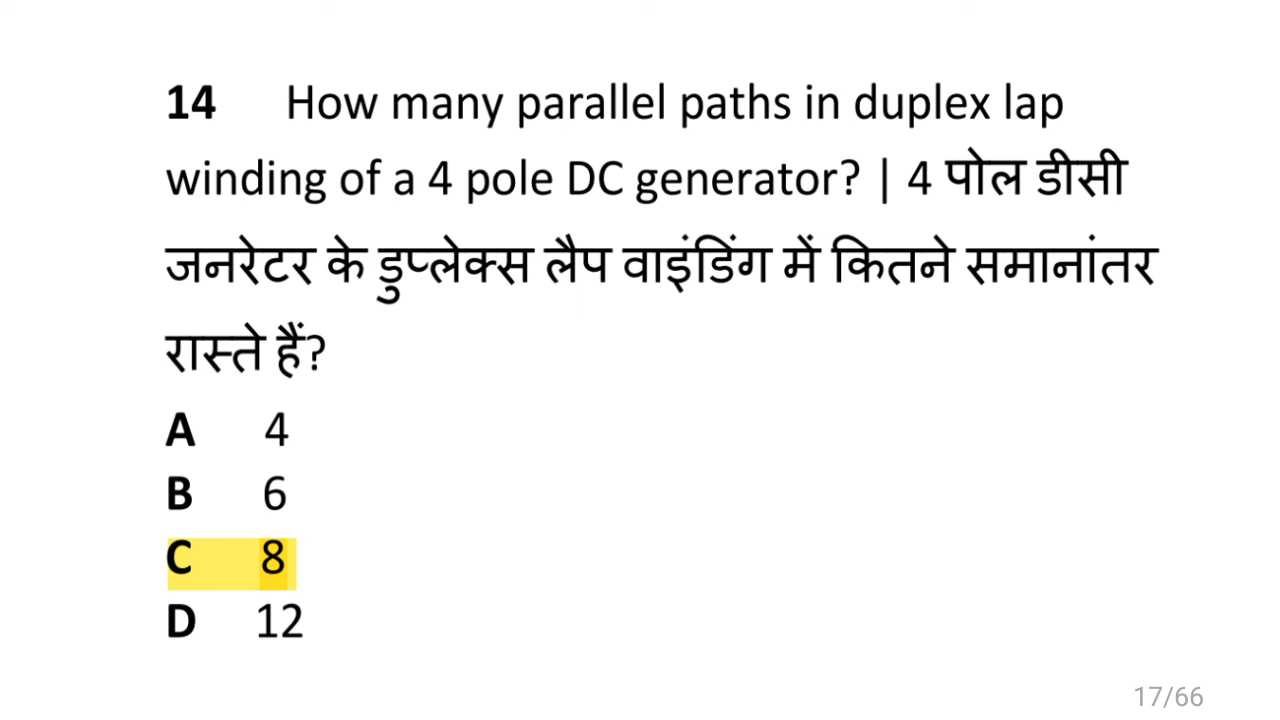 14 How many parallel paths in duplex lap
winding of a 4 pole DC generator? | 4 पोल डीसी
जनरेटर के डुप्लेक्स लैप वाइंडिंग में कितने समानांतर
रास्ते हैं?
A 4
B 6
C 8
D 12
17/66